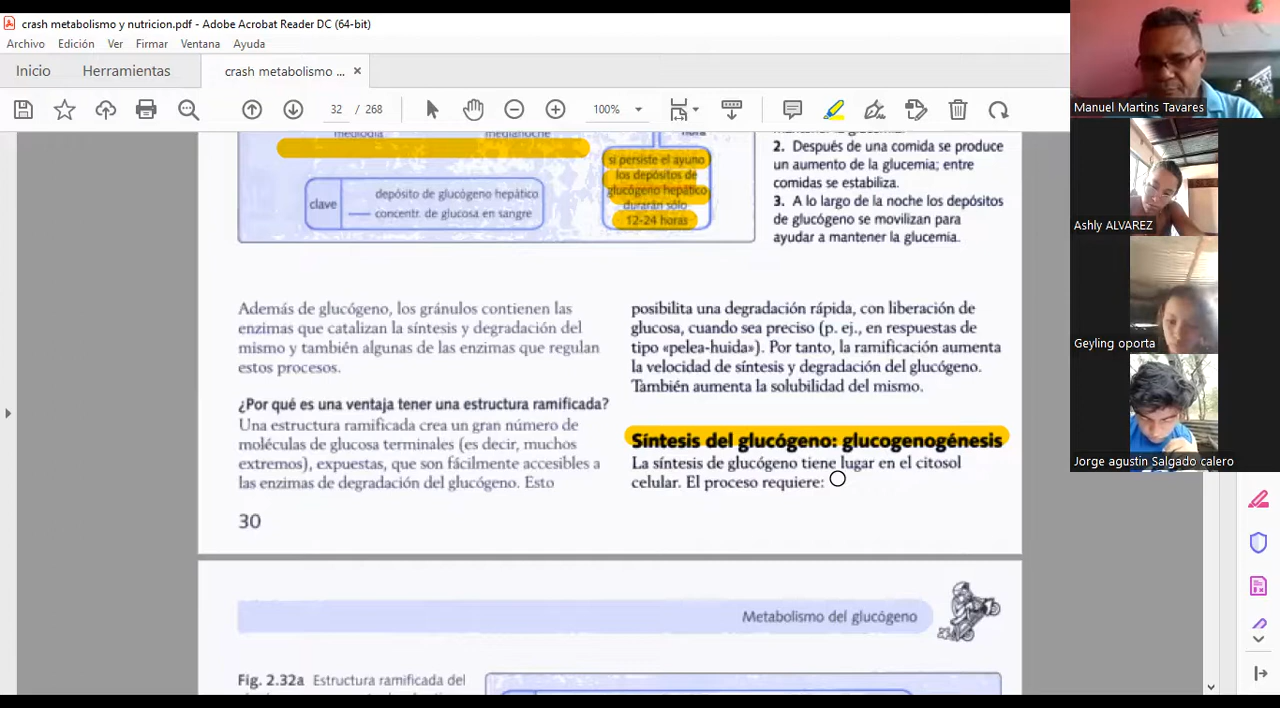 crash metabolismo y nutricion.pdf - Adobe Acrobat Reader DC (64-bit)
Archivo Edición Ver Firmar Ventana Ayuda
Inicio Herramientas crash metabolismo ... ×
32 / 268 100%
mediodía medianoche
si persiste el ayuno
los depósitos de
glucógeno hepático
durarán sólo
12-24 horas
clave
depósito de glucógeno hepático
concentr. de glucosa en sangre
2. Después de una comida se produce
un aumento de la glucemia; entre
comidas se estabiliza.
3. A lo largo de la noche los depósitos
de glucógeno se movilizan para
ayudar a mantener la glucemia.
Además de glucógeno, los gránulos contienen las
enzimas que catalizan la síntesis y degradación del
mismo y también algunas de las enzimas que regulan
estos procesos.
¿Por qué es una ventaja tener una estructura ramificada?
Una estructura ramificada crea un gran número de
moléculas de glucosa terminales (es decir, muchos
extremos), expuestas, que son fácilmente accesibles a
las enzimas de degradación del glucógeno. Esto
30
posibilita una degradación rápida, con liberación de
glucosa, cuando sea preciso (p. ej., en respuestas de
tipo «pelea-huida»). Por tanto, la ramificación aumenta
la velocidad de síntesis y degradación del glucógeno.
También aumenta la solubilidad del mismo.
Síntesis del glucógeno: glucogenogénesis
La síntesis de glucógeno tiene lugar en el citosol
celular. El proceso requiere:
Metabolismo del glucógeno
Fig. 2.32a Estructura ramificada del
Manuel Martins Tavares
Ashly ALVAREZ
Geyling oporta
Jorge agustin Salgado calero